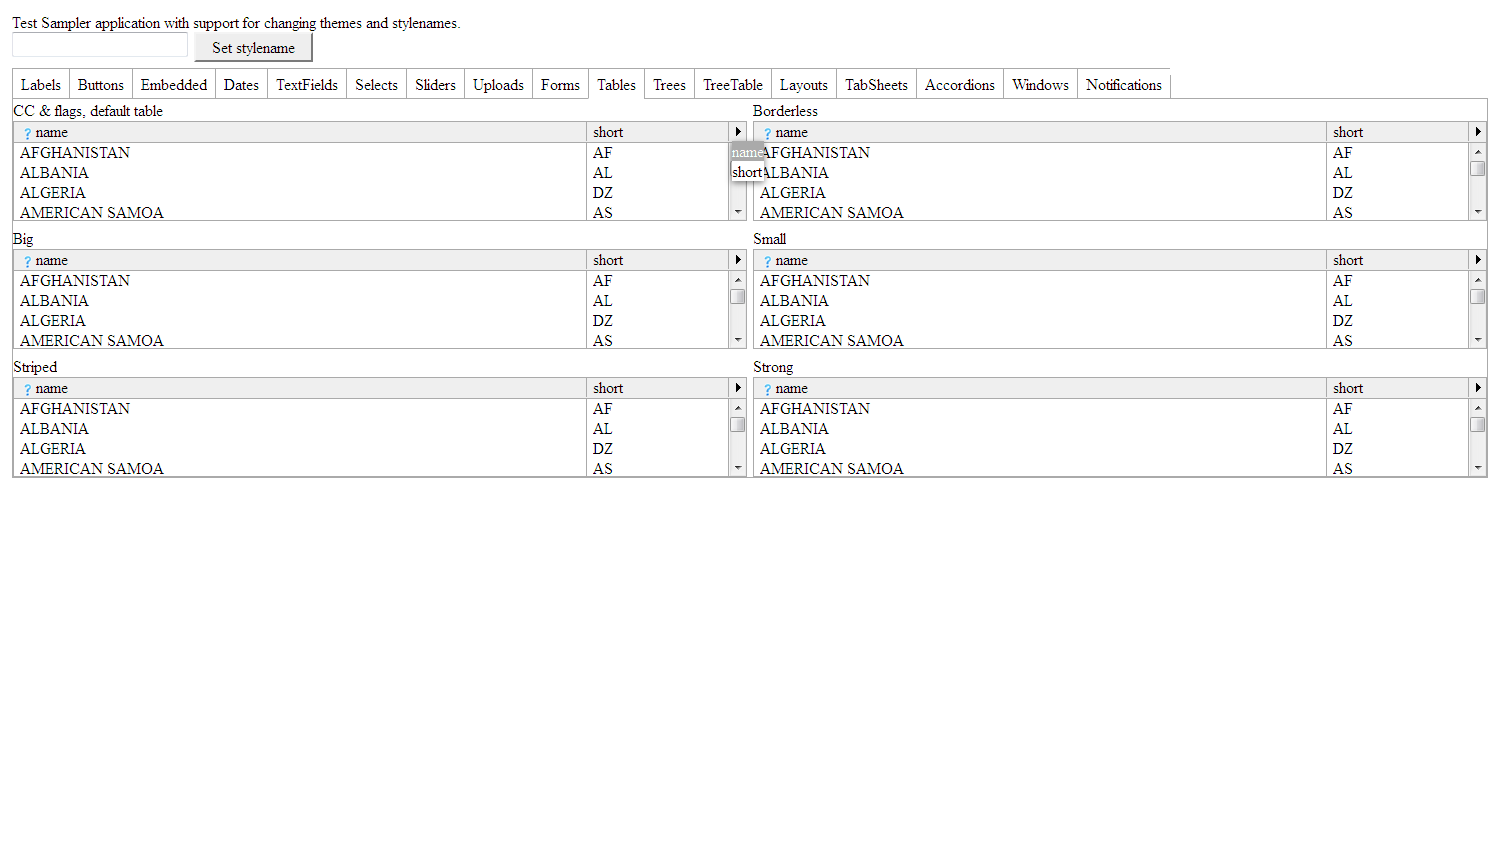 Test Sampler application with support for changing themes and stylenames.
Set stylename
Labels Buttons Embedded Dates TextFields Selects Sliders Uploads Forms Tables Trees TreeTable Layouts TabSheets Accordions Windows Notifications
CC & flags, default table
? name short
AFGHANISTAN AF
ALBANIA AL
ALGERIA DZ
AMERICAN SAMOA AS
name
short
Borderless
? name short
AFGHANISTAN AF
ALBANIA AL
ALGERIA DZ
AMERICAN SAMOA AS
Big
? name short
AFGHANISTAN AF
ALBANIA AL
ALGERIA DZ
AMERICAN SAMOA AS
Small
? name short
AFGHANISTAN AF
ALBANIA AL
ALGERIA DZ
AMERICAN SAMOA AS
Striped
? name short
AFGHANISTAN AF
ALBANIA AL
ALGERIA DZ
AMERICAN SAMOA AS
Strong
? name short
AFGHANISTAN AF
ALBANIA AL
ALGERIA DZ
AMERICAN SAMOA AS